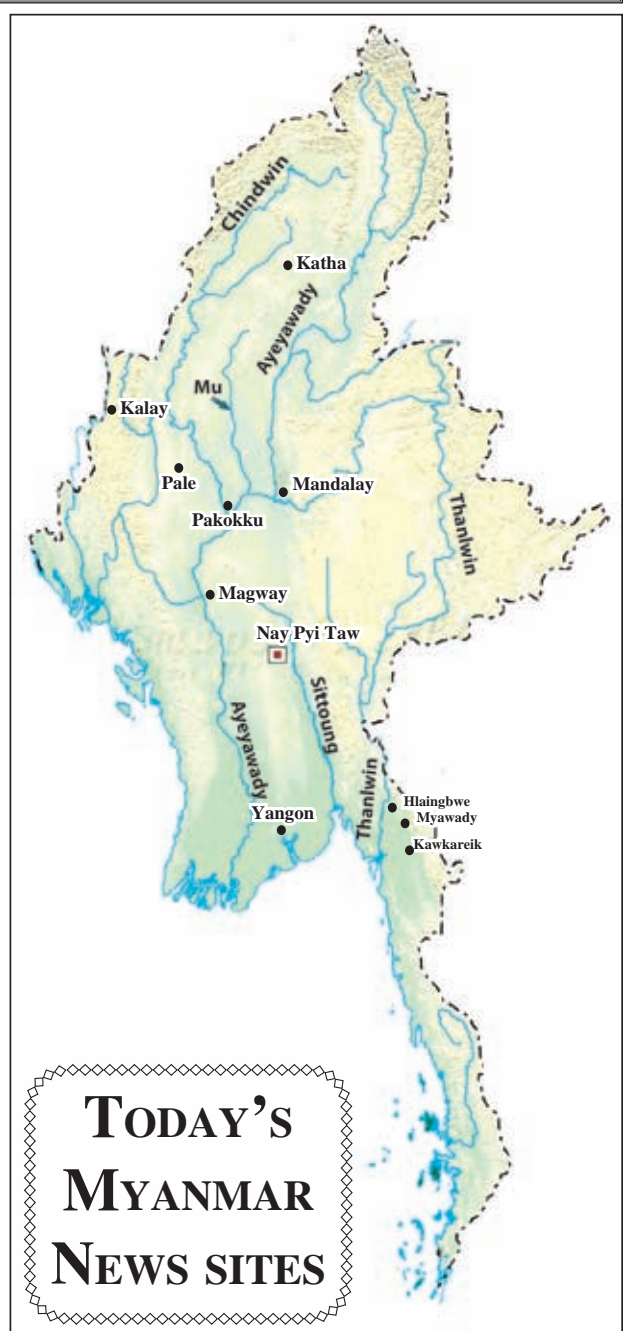 Chindwin
Katha
Ayeyawady
Mu
Kalay
Pale
Mandalay
Pakokku
Thanlwin
Magway
Nay Pyi Taw
Sittoung
Ayeyawady
Thanlwin
Yangon
Hlaingbwe
Myawady
Kawkareik
TODAY'S
MYANMAR
NEWS SITES